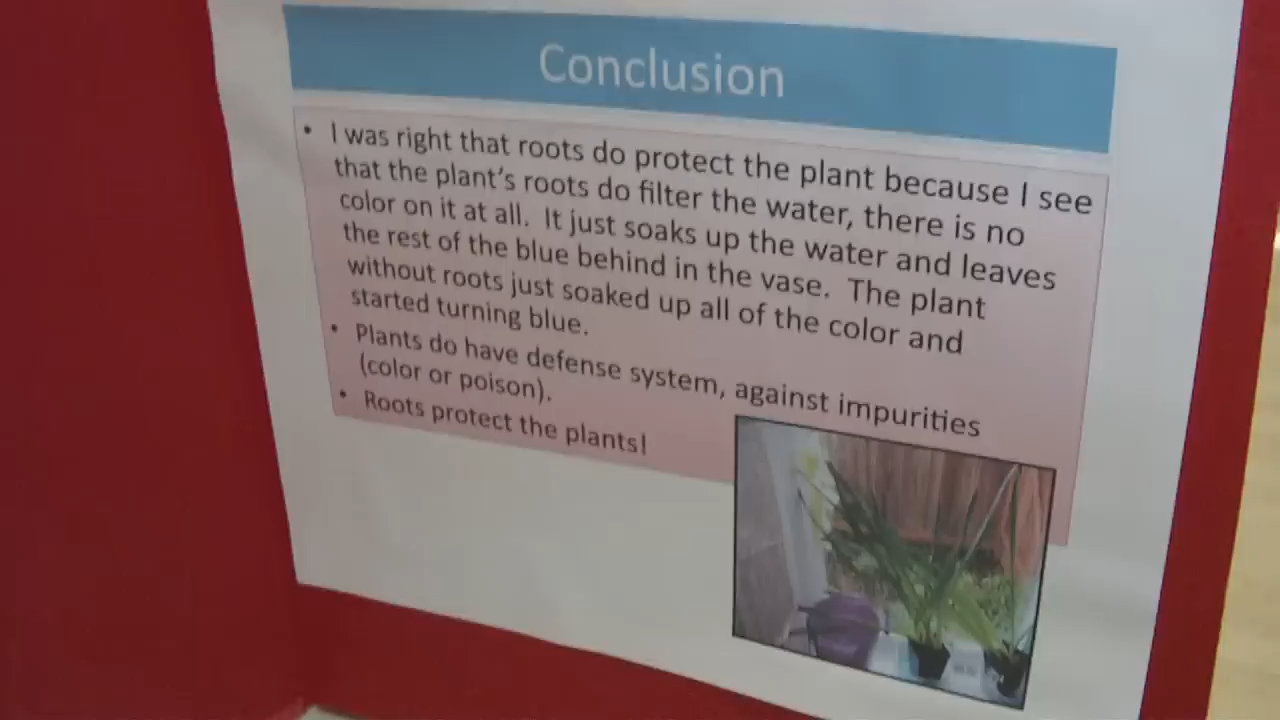 Conclusion
• I was right that roots do protect the plant because I see
that the plant's roots do filter the water, there is no
color on it at all.  It just soaks up the water and leaves
the rest of the blue behind in the vase.  The plant
without roots just soaked up all of the color and
started turning blue.
• Plants do have defense system, against impurities
(color or poison).
• Roots protect the plants!